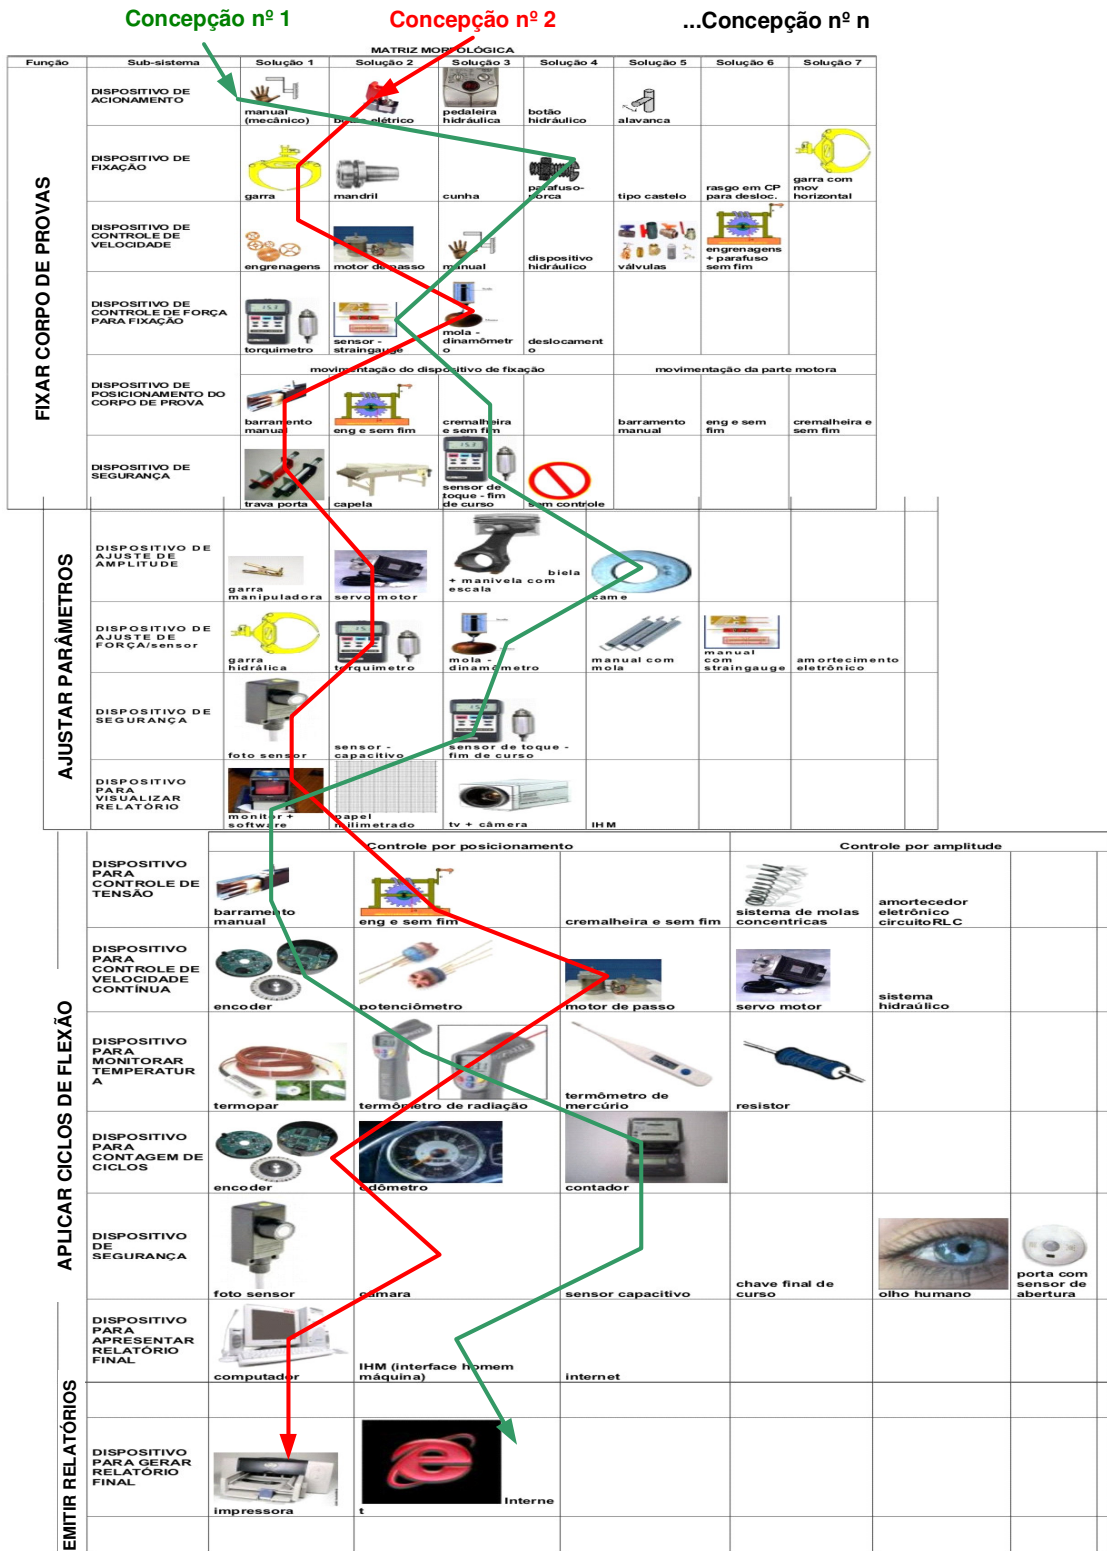 Concepção nº 1
Concepção nº 2
...Concepção nº n
MATRIZ MORFOLÓGICA
Função
Sub-sistema
Solução 1
Solução 2
Solução 3
Solução 4
Solução 5
Solução 6
Solução 7
FIXAR CORPO DE PROVAS
DISPOSITIVO DE
ACIONAMENTO
manual
(mecânico)
botão elétrico
pedaleira
hidráulica
botão
hidráulico
alavanca
DISPOSITIVO DE
FIXAÇÃO
garra
mandril
cunha
parafuso-
porca
tipo castelo
rasgo em CP
para desloc.
garra com
mov
horizontal
DISPOSITIVO DE
CONTROLE DE
VELOCIDADE
engrenagens
motor de passo
manual
dispositivo
hidráulico
válvulas
engrenagens
+ parafuso
sem fim
DISPOSITIVO DE
CONTROLE DE FORÇA
PARA FIXAÇÃO
torquimetro
sensor -
straingauge
mola -
dinamômetr
o
deslocament
o
movimentação do dispositivo de fixação
movimentação da parte motora
DISPOSITIVO DE
POSICIONAMENTO DO
CORPO DE PROVA
barramento
manual
eng e sem fim
cremalheira
e sem fim
barramento
manual
eng e sem
fim
cremalheira e
sem fim
DISPOSITIVO DE
SEGURANÇA
trava porta
capela
sensor de
toque - fim
de curso
sem controle
AJUSTAR PARÂMETROS
DISPOSITIVO DE
AJUSTE DE
AMPLITUDE
garra
manipuladora
servo motor
biela
+ manivela com
escala
came
DISPOSITIVO DE
AJUSTE DE
FORÇA/sensor
garra
hidrálica
torquimetro
mola -
dinamômetro
manual com
mola
manual
com
straingauge
amortecimento
eletrônico
DISPOSITIVO DE
SEGURANÇA
foto sensor
sensor -
capacitivo
sensor de toque -
fim de curso
DISPOSITIVO
PARA
VISUALIZAR
RELATÓRIO
monitor +
software
papel
milimetrado
tv + câmera
IHM
APLICAR CICLOS DE FLEXÃO
Controle por posicionamento
Controle por amplitude
DISPOSITIVO
PARA
CONTROLE DE
TENSÃO
barramento
manual
eng e sem fim
cremalheira e sem fim
sistema de molas
concentricas
amortecedor
eletrônico
circuitoRLC
DISPOSITIVO
PARA
CONTROLE DE
VELOCIDADE
CONTÍNUA
encoder
potenciômetro
motor de passo
servo motor
sistema
hidraúlico
DISPOSITIVO
PARA
MONITORAR
TEMPERATUR
A
termopar
termômetro de radiação
termômetro de
mercúrio
resistor
DISPOSITIVO
PARA
CONTAGEM DE
CICLOS
encoder
odômetro
contador
DISPOSITIVO
DE
SEGURANÇA
foto sensor
câmara
sensor capacitivo
chave final de
curso
olho humano
porta com
sensor de
abertura
DISPOSITIVO
PARA
APRESENTAR
RELATÓRIO
FINAL
computador
IHM (interface homem
máquina)
internet
EMITIR RELATÓRIOS
DISPOSITIVO
PARA GERAR
RELATÓRIO
FINAL
impressora
Interne
t